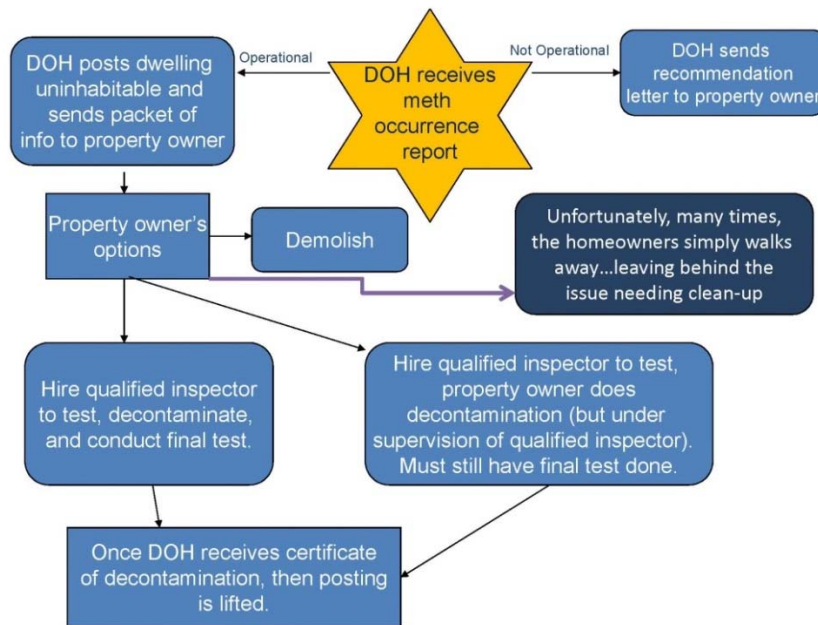 Operational
Not Operational
DOH posts dwelling
uninhabitable and
sends packet of
info to property owner
DOH receives
meth
occurrence
report
DOH sends
recommendation
letter to property owner
Property owner's
options
Demolish
Unfortunately, many times,
the homeowners simply walks
away...leaving behind the
issue needing clean-up
Hire qualified inspector
to test, decontaminate,
and conduct final test.
Hire qualified inspector to test,
property owner does
decontamination (but under
supervision of qualified inspector).
Must still have final test done.
Once DOH receives certificate
of decontamination, then posting
is lifted.